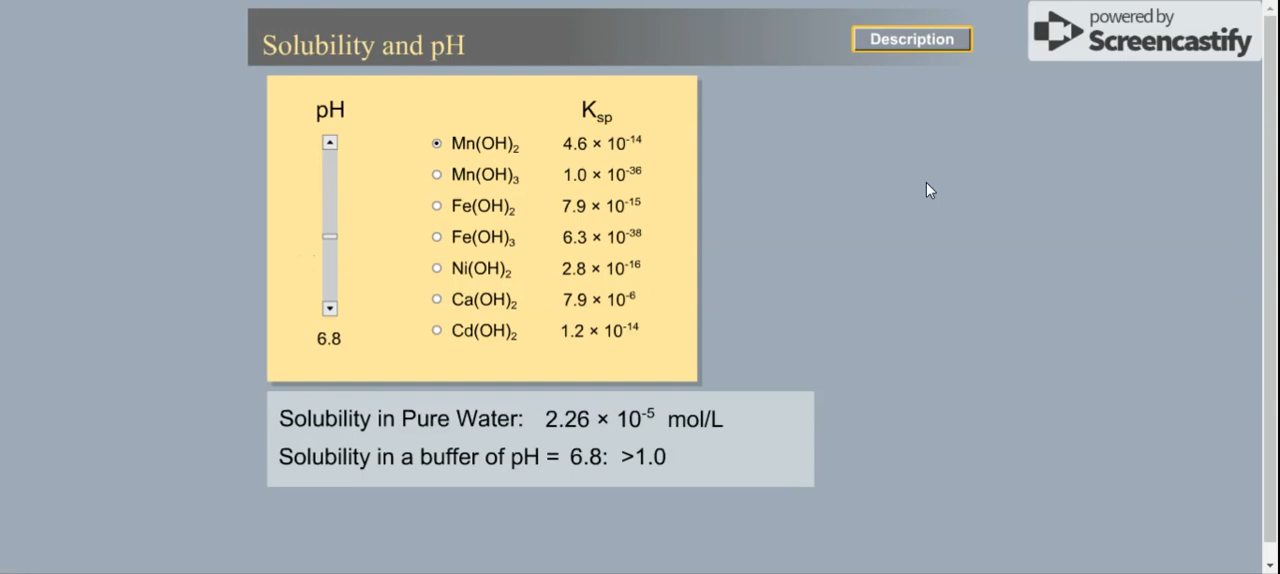 powered by
Screencastify
Solubility and pH
Description
pH Ksp
Mn(OH)₂ 4.6 × 10⁻¹⁴
Mn(OH)₃ 1.0 × 10⁻³⁶
Fe(OH)₂ 7.9 × 10⁻¹⁵
Fe(OH)₃ 6.3 × 10⁻³⁸
Ni(OH)₂ 2.8 × 10⁻¹⁶
Ca(OH)₂ 7.9 × 10⁻⁶
Cd(OH)₂ 1.2 × 10⁻¹⁴
6.8
Solubility in Pure Water: 2.26 × 10⁻⁵ mol/L
Solubility in a buffer of pH = 6.8: >1.0